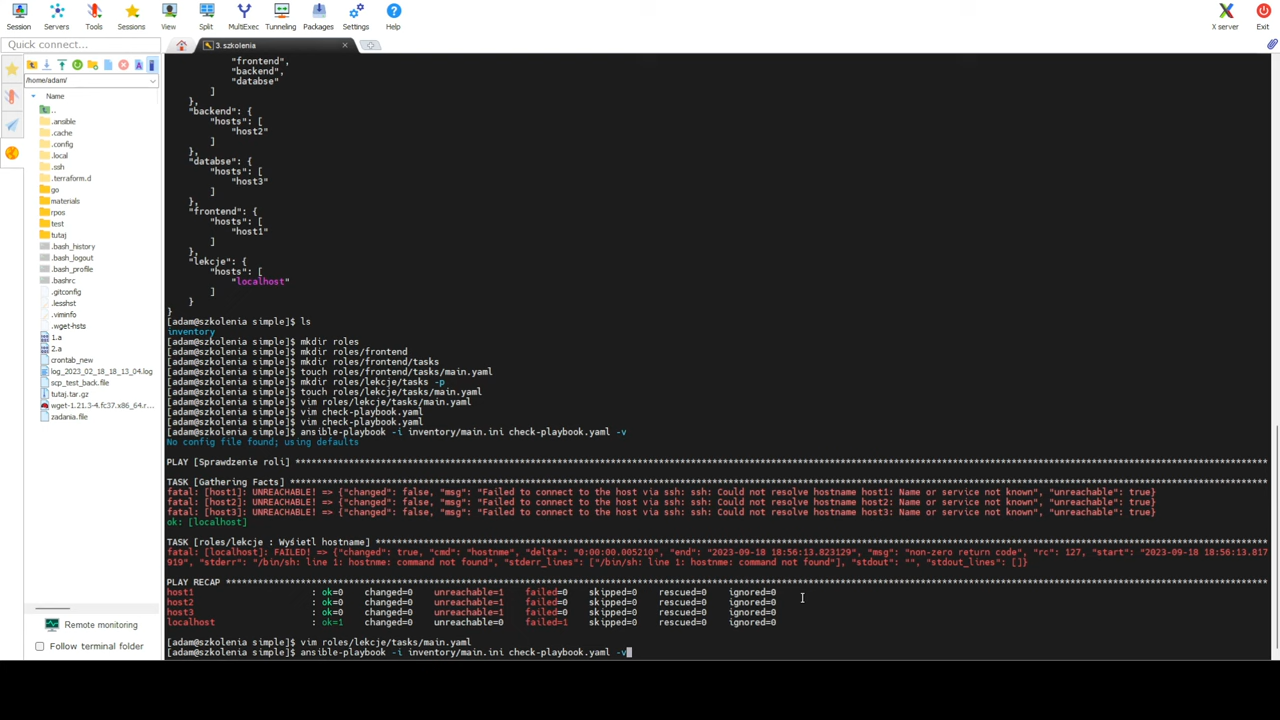 Session Servers Tools Sessions View Split MultiExec Tunneling Packages Settings Help X server Exit
Quick connect... 3. szkolenia
/home/adam/
Name
..
.ansible
.cache
.config
.local
.ssh
.terraform.d
go
materials
rpos
test
tutaj
.bash_history
.bash_logout
.bash_profile
.bashrc
.gitconfig
.lesshst
.viminfo
.wget-hsts
1.a
2.a
crontab_new
log_2023_02_18_18_13_04.log
scp_test_back.file
tutaj.tar.gz
wget-1.21.3-4.fc37.x86_64.r...
zadania.file
Remote monitoring
Follow terminal folder
"frontend",
"backend",
"databse"
]
},
"backend": {
"hosts": [
"host2"
]
},
"databse": {
"hosts": [
"host3"
]
},
"frontend": {
"hosts": [
"host1"
]
},
"lekcje": {
"hosts": [
"localhost"
]
}
}
[adam@szkolenia simple]$ ls
inventory
[adam@szkolenia simple]$ mkdir roles
[adam@szkolenia simple]$ mkdir roles/frontend
[adam@szkolenia simple]$ mkdir roles/frontend/tasks
[adam@szkolenia simple]$ touch roles/frontend/tasks/main.yaml
[adam@szkolenia simple]$ mkdir roles/lekcje/tasks -p
[adam@szkolenia simple]$ touch roles/lekcje/tasks/main.yaml
[adam@szkolenia simple]$ vim roles/lekcje/tasks/main.yaml
[adam@szkolenia simple]$ vim check-playbook.yaml
[adam@szkolenia simple]$ vim check-playbook.yaml
[adam@szkolenia simple]$ ansible-playbook -i inventory/main.ini check-playbook.yaml -v
No config file found; using defaults
PLAY [Sprawdzenie roli] ****************************************************************************************************
TASK [Gathering Facts] ****************************************************************************************************
fatal: [host1]: UNREACHABLE! => {"changed": false, "msg": "Failed to connect to the host via ssh: ssh: Could not resolve hostname host1: Name or service not known", "unreachable": true}
fatal: [host2]: UNREACHABLE! => {"changed": false, "msg": "Failed to connect to the host via ssh: ssh: Could not resolve hostname host2: Name or service not known", "unreachable": true}
fatal: [host3]: UNREACHABLE! => {"changed": false, "msg": "Failed to connect to the host via ssh: ssh: Could not resolve hostname host3: Name or service not known", "unreachable": true}
ok: [localhost]
TASK [roles/lekcje : Wyśietl hostname] ****************************************************************************************************
fatal: [localhost]: FAILED! => {"changed": true, "cmd": "hostnme", "delta": "0:00:00.005210", "end": "2023-09-18 18:56:13.823129", "msg": "non-zero return code", "rc": 127, "start": "2023-09-18 18:56:13.817
919", "stderr": "/bin/sh: line 1: hostnme: command not found", "stderr_lines": ["/bin/sh: line 1: hostnme: command not found"], "stdout": "", "stdout_lines": []}
PLAY RECAP ****************************************************************************************************
host1 : ok=0 changed=0 unreachable=1 failed=0 skipped=0 rescued=0 ignored=0
host2 : ok=0 changed=0 unreachable=1 failed=0 skipped=0 rescued=0 ignored=0
host3 : ok=0 changed=0 unreachable=1 failed=0 skipped=0 rescued=0 ignored=0
localhost : ok=1 changed=0 unreachable=0 failed=1 skipped=0 rescued=0 ignored=0
[adam@szkolenia simple]$ vim roles/lekcje/tasks/main.yaml
[adam@szkolenia simple]$ ansible-playbook -i inventory/main.ini check-playbook.yaml -v